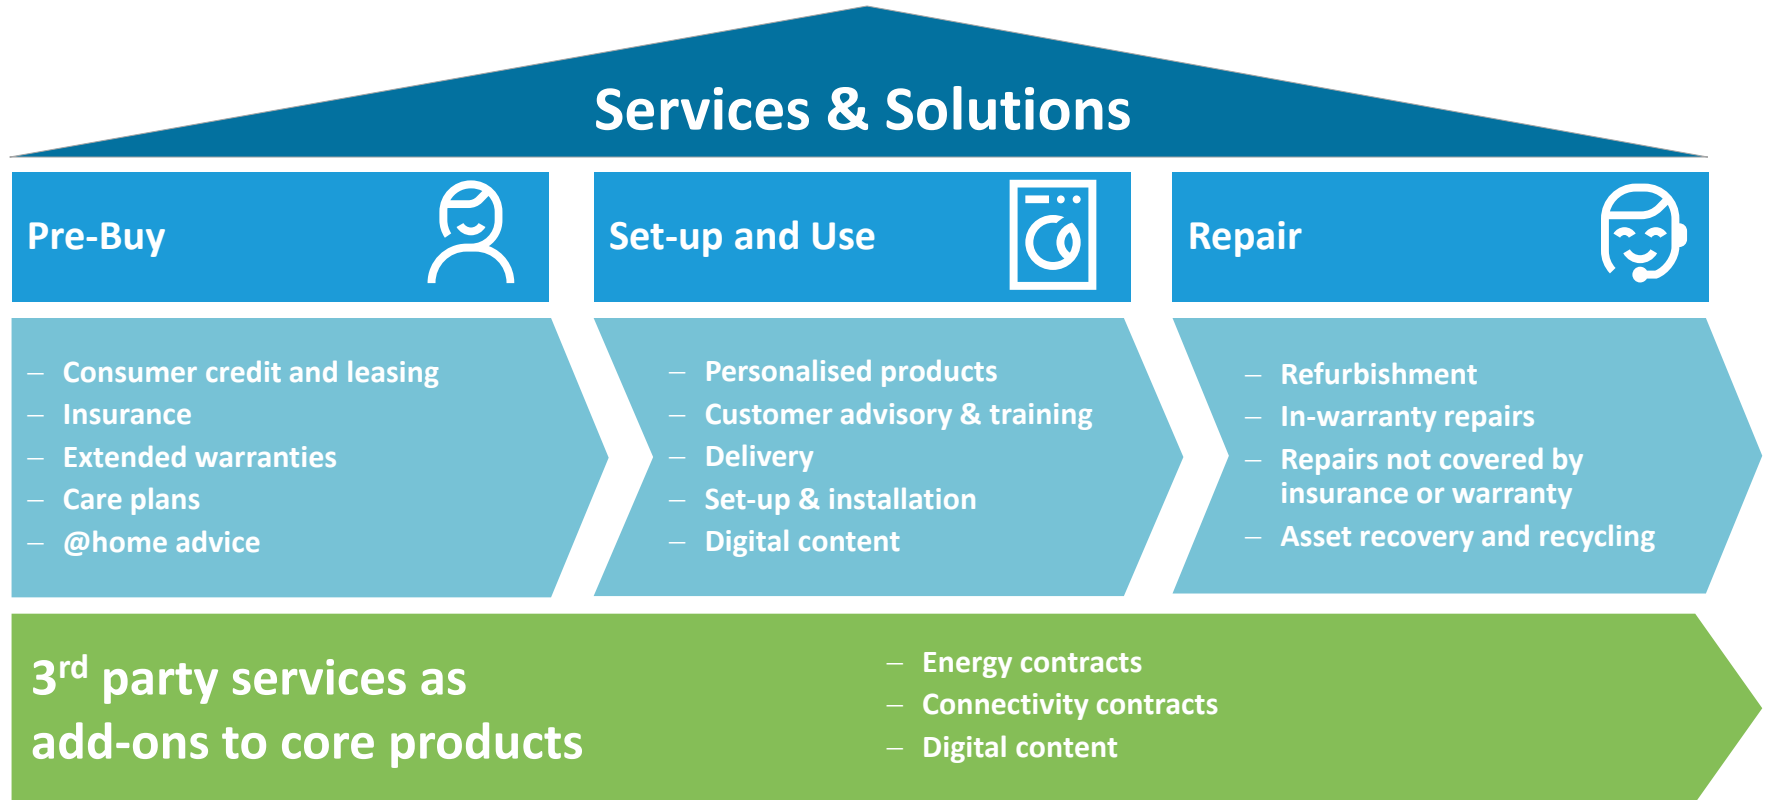 Services & Solutions
Pre-Buy
– Consumer credit and leasing
– Insurance
– Extended warranties
– Care plans
– @home advice
Set-up and Use
– Personalised products
– Customer advisory & training
– Delivery
– Set-up & installation
– Digital content
Repair
– Refurbishment
– In-warranty repairs
– Repairs not covered by
insurance or warranty
– Asset recovery and recycling
3rd party services as
add-ons to core products
– Energy contracts
– Connectivity contracts
– Digital content